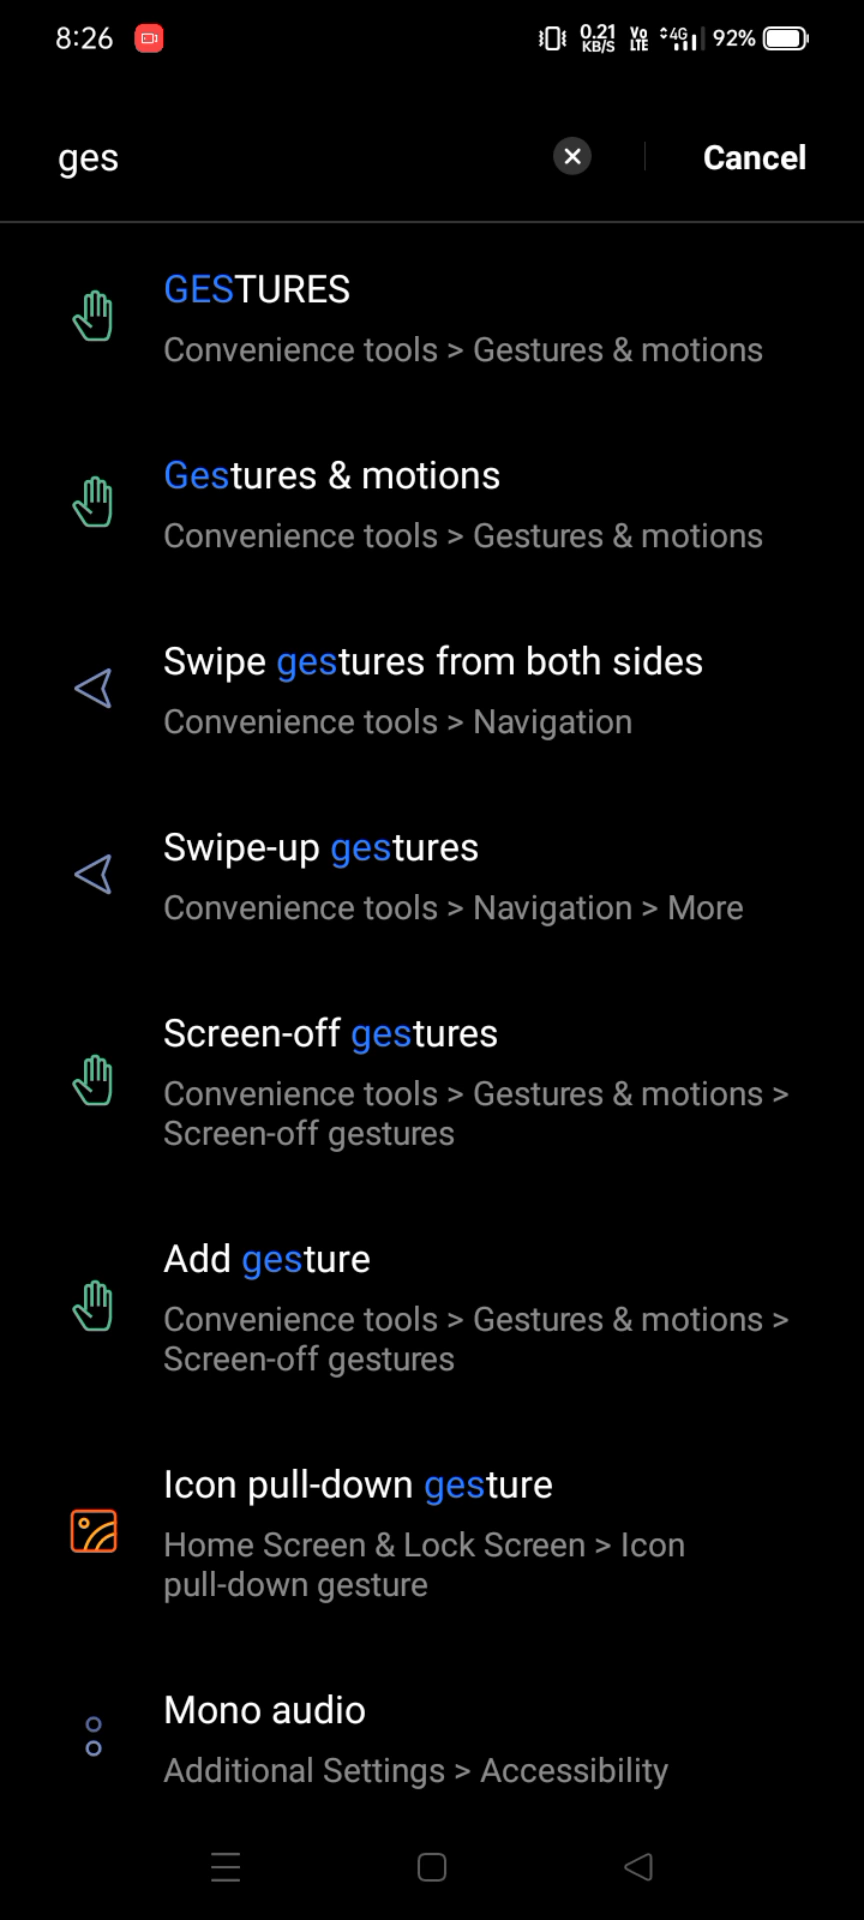 8:26 0.21 KB/S Vo LTE 4G 92%
ges Cancel
GESTURES
Convenience tools > Gestures & motions
Gestures & motions
Convenience tools > Gestures & motions
Swipe gestures from both sides
Convenience tools > Navigation
Swipe-up gestures
Convenience tools > Navigation > More
Screen-off gestures
Convenience tools > Gestures & motions >
Screen-off gestures
Add gesture
Convenience tools > Gestures & motions >
Screen-off gestures
Icon pull-down gesture
Home Screen & Lock Screen > Icon
pull-down gesture
Mono audio
Additional Settings > Accessibility